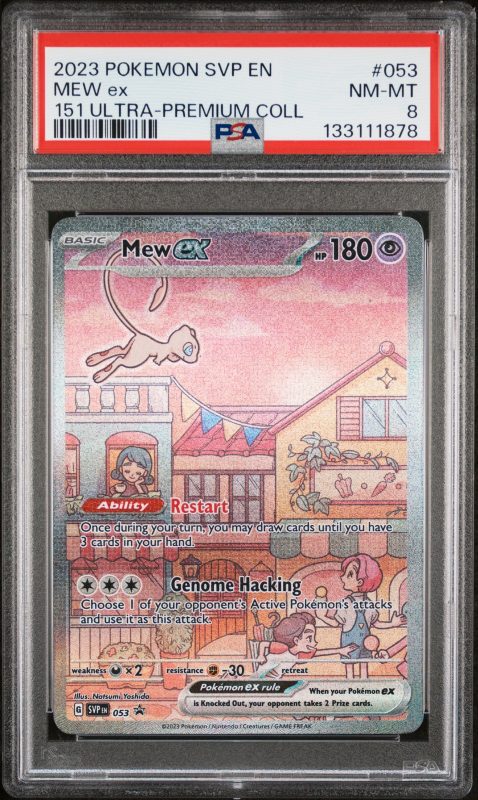 2023 POKEMON SVP EN #053
MEW ex NM-MT
151 ULTRA-PREMIUM COLL 8
PSA 133111878
BASIC Mew ex HP 180
Ability Restart
Once during your turn, you may draw cards until you have
3 cards in your hand.
Genome Hacking
Choose 1 of your opponent's Active Pokémon's attacks
and use it as this attack.
weakness ×2 resistance -30 retreat
Pokémon ex rule When your Pokémon ex
is Knocked Out, your opponent takes 2 Prize cards.
Illus. Natsumi Yoshida
G SVP EN 053
©2023 Pokémon / Nintendo / Creatures / GAME FREAK
PSA